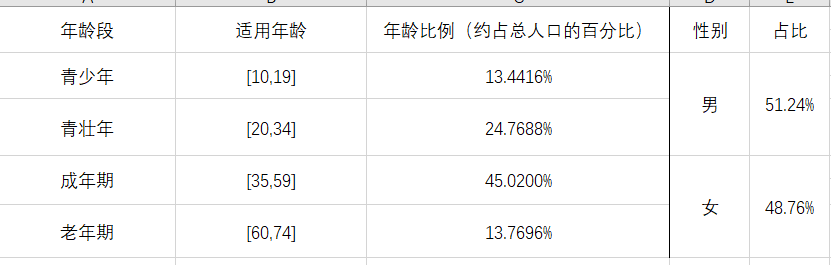 年龄段 适用年龄 年龄比例（约占总人口的百分比） 性别 占比
青少年 [10,19] 13.4416%
男 51.24%
青壮年 [20,34] 24.7688%
成年期 [35,59] 45.0200%
女 48.76%
老年期 [60,74] 13.7696%